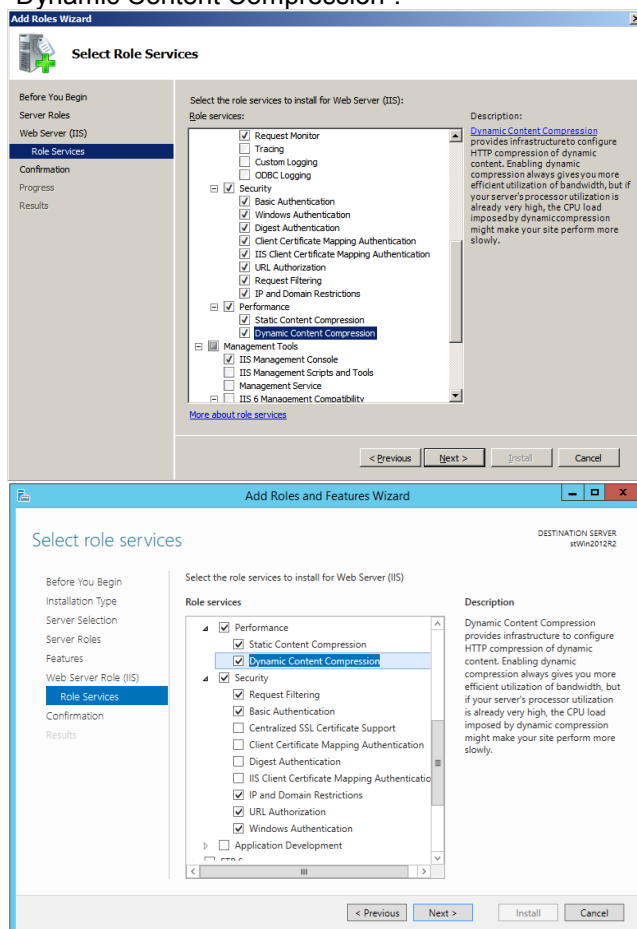 "Dynamic Content Compression".
Add Roles Wizard
Select Role Services
Before You Begin
Server Roles
Web Server (IIS)
Role Services
Confirmation
Progress
Results
Select the role services to install for Web Server (IIS):
Role services:
Request Monitor
Tracing
Custom Logging
ODBC Logging
Security
Basic Authentication
Windows Authentication
Digest Authentication
Client Certificate Mapping Authentication
IIS Client Certificate Mapping Authentication
URL Authorization
Request Filtering
IP and Domain Restrictions
Performance
Static Content Compression
Dynamic Content Compression
Management Tools
IIS Management Console
IIS Management Scripts and Tools
Management Service
IIS 6 Management Compatibility
More about role services
Description:
Dynamic Content Compression
provides infrastructureto configure
HTTP compression of dynamic
content. Enabling dynamic
compression always gives you more
efficient utilization of bandwidth, but if
your server's processor utilization is
already very high, the CPU load
imposed by dynamic compression
might make your site perform more
slowly.
< Previous
Next >
Install
Cancel
Add Roles and Features Wizard
Select role services
DESTINATION SERVER
stWin2012R2
Before You Begin
Installation Type
Server Selection
Server Roles
Features
Web Server Role (IIS)
Role Services
Confirmation
Results
Select the role services to install for Web Server (IIS)
Role services
Performance
Static Content Compression
Dynamic Content Compression
Security
Request Filtering
Basic Authentication
Centralized SSL Certificate Support
Client Certificate Mapping Authentication
Digest Authentication
IIS Client Certificate Mapping Authenticatio
IP and Domain Restrictions
URL Authorization
Windows Authentication
Application Development
Description
Dynamic Content Compression
provides infrastructure to configure
HTTP compression of dynamic
content. Enabling dynamic
compression always gives you more
efficient utilization of bandwidth, but
if your server's processor utilization
is already very high, the CPU load
imposed by dynamic compression
might make your site perform more
slowly.
< Previous
Next >
Install
Cancel